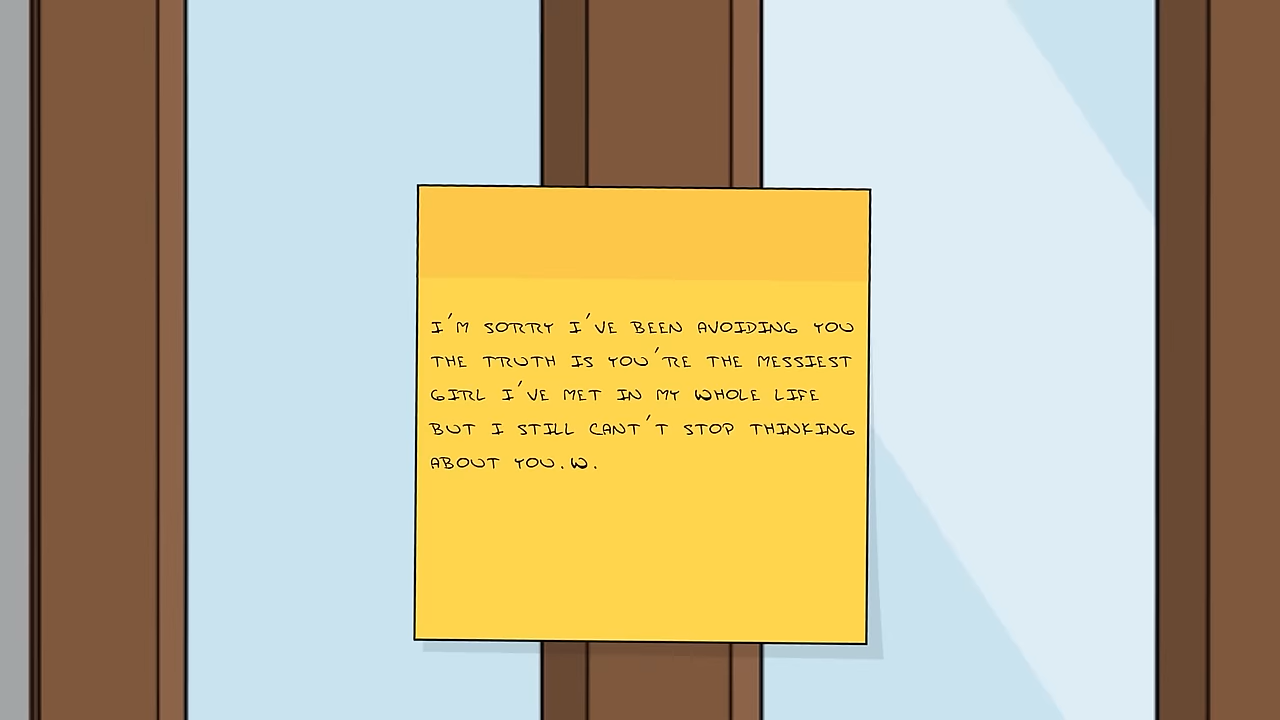 I'M SORRY I'VE BEEN AVOIDING YOU
THE TRUTH IS YOU'RE THE MESSIEST
GIRL I'VE MET IN MY WHOLE LIFE
BUT I STILL CANT'T STOP THINKING
ABOUT YOU.W.